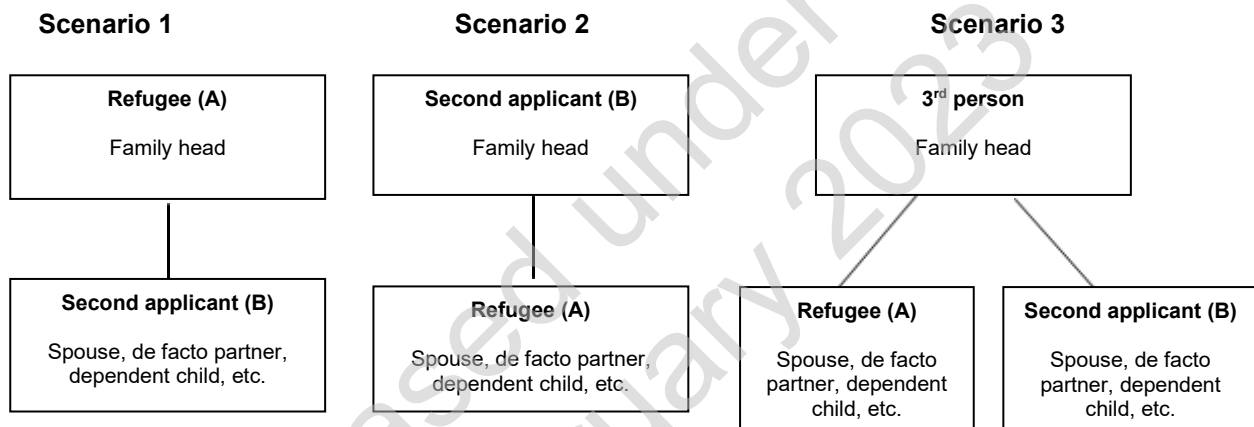 Scenario 1
Scenario 2
Scenario 3
Refugee (A)
Family head
Second applicant (B)
Family head
3rd person
Family head
Second applicant (B)
Spouse, de facto partner,
dependent child, etc.
Refugee (A)
Spouse, de facto partner,
dependent child, etc.
Refugee (A)
Spouse, de facto
partner, dependent
child, etc.
Second applicant (B)
Spouse, de facto
partner, dependent
child, etc.
under
2023